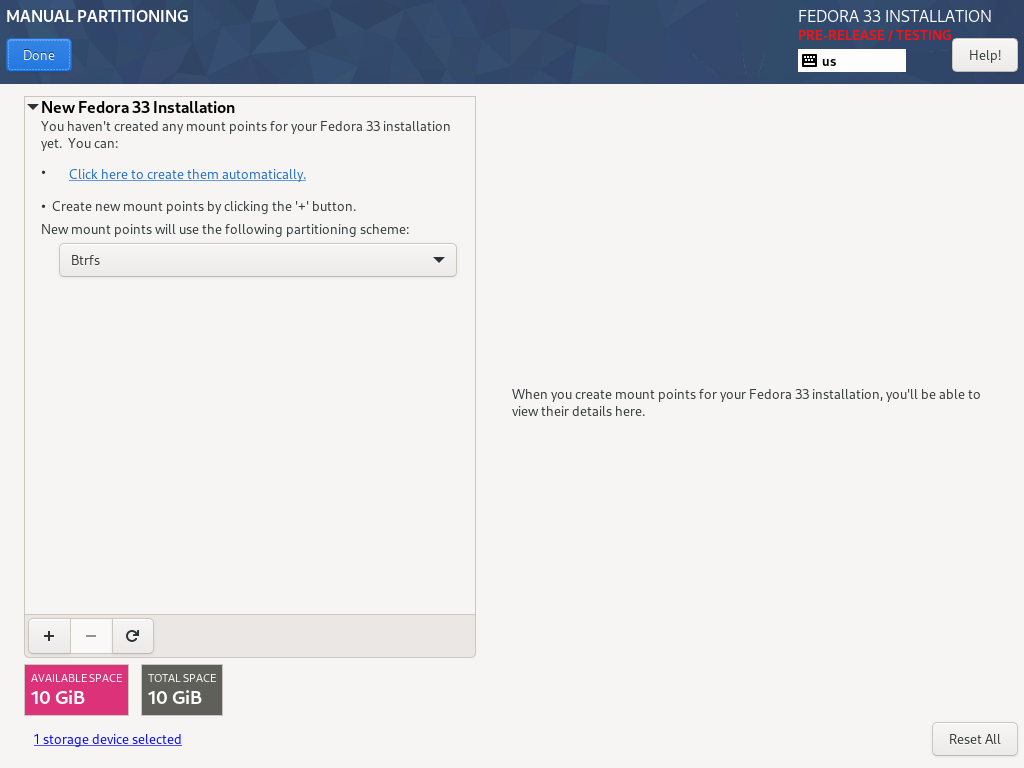 MANUAL PARTITIONING
FEDORA 33 INSTALLATION
PRE-RELEASE / TESTING
Done
us
Help!
New Fedora 33 Installation
You haven't created any mount points for your Fedora 33 installation
yet. You can:
• Click here to create them automatically.
• Create new mount points by clicking the '+' button.
New mount points will use the following partitioning scheme:
Btrfs
When you create mount points for your Fedora 33 installation, you'll be able to
view their details here.
AVAILABLE SPACE
10 GiB
TOTAL SPACE
10 GiB
1 storage device selected
Reset All